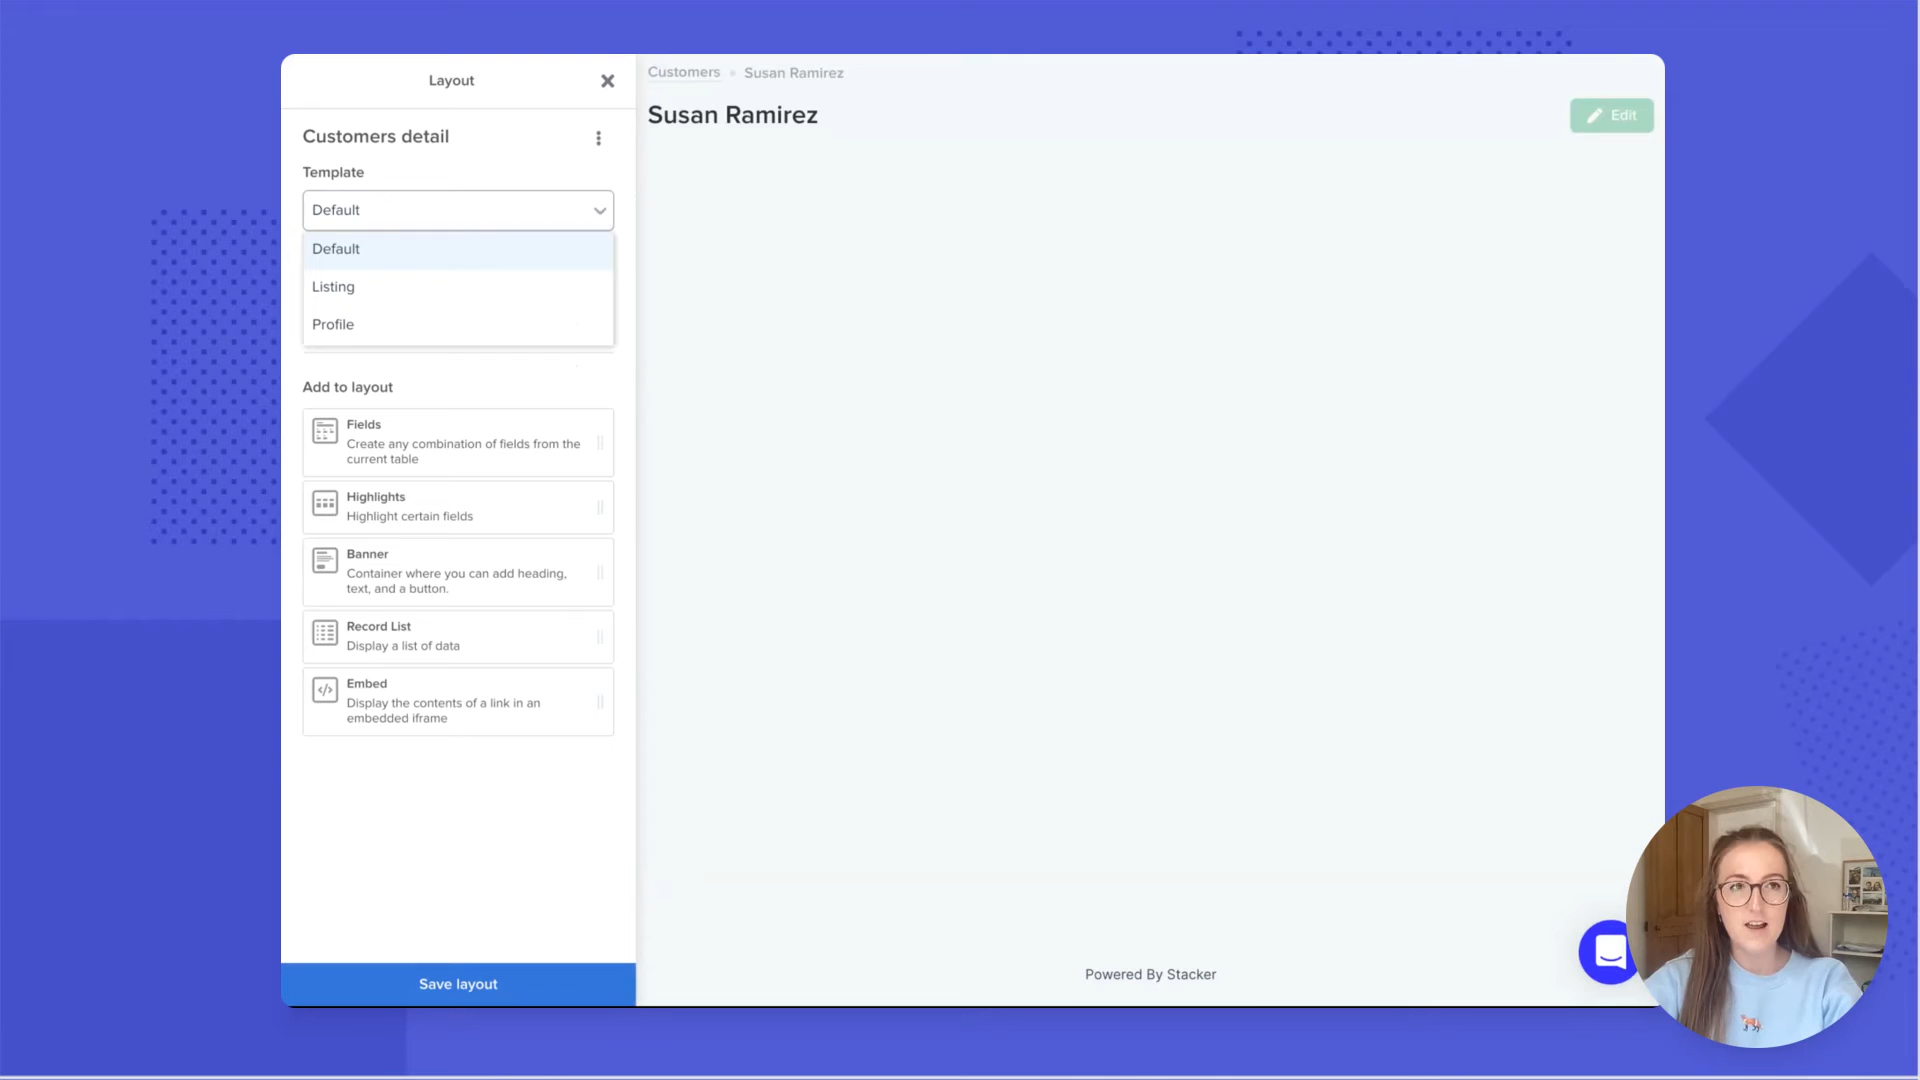 Layout
Customers detail
Template
Default
Default
Listing
Profile
Add to layout
Fields
Create any combination of fields from the
current table
Highlights
Highlight certain fields
Banner
Container where you can add heading,
text, and a button.
Record List
Display a list of data
Embed
Display the contents of a link in an
embedded iframe
Save layout
Customers
Susan Ramirez
Susan Ramirez
Edit
Powered By Stacker